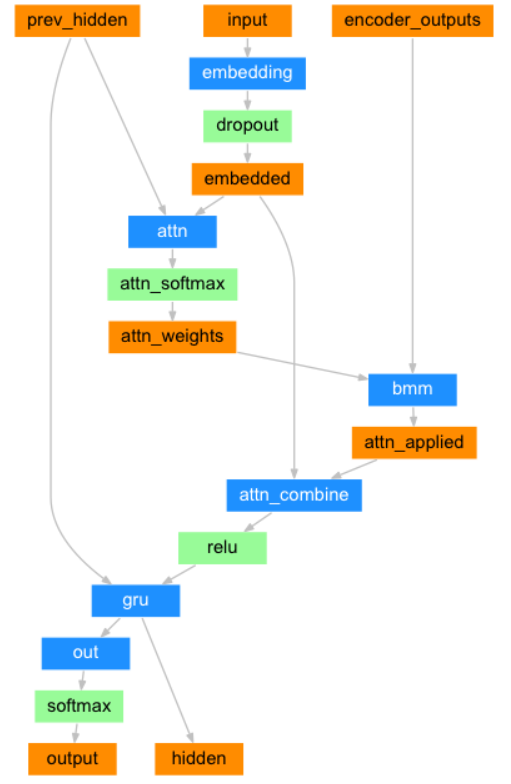 prev_hidden
input
encoder_outputs
embedding
dropout
embedded
attn
attn_softmax
attn_weights
bmm
attn_applied
attn_combine
relu
gru
out
softmax
output
hidden